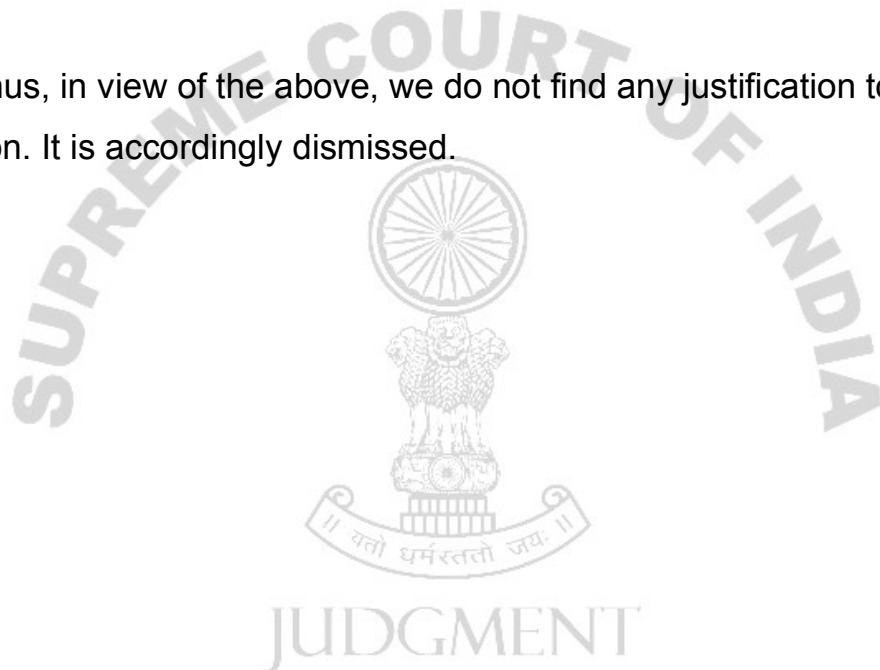 SUPREME COURT OF INDIA
us, in view of the above, we do not find any justification to
on. It is accordingly dismissed.
॥ यतो धर्मस्ततो जयः ॥
JUDGMENT